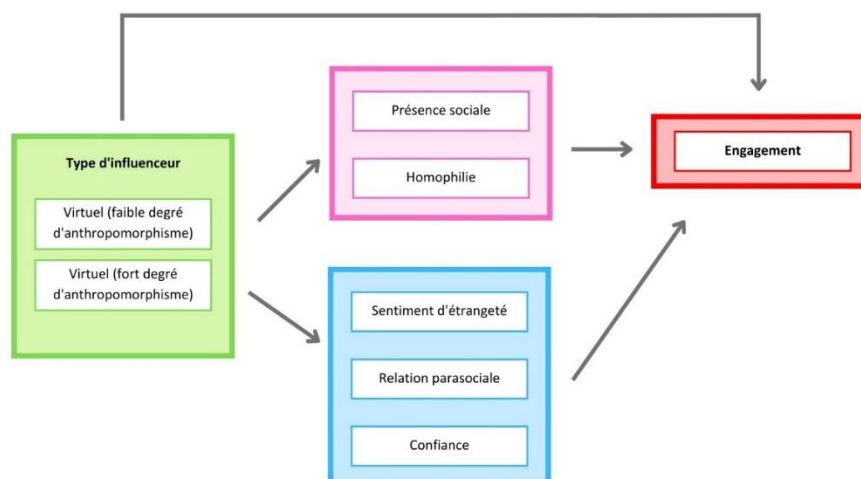 Type d'influenceur
Virtuel (faible degré
d'anthropomorphisme)
Virtuel (fort degré
d'anthropomorphisme)
Présence sociale
Homophilie
Sentiment d'étrangeté
Relation parasociale
Confiance
Engagement